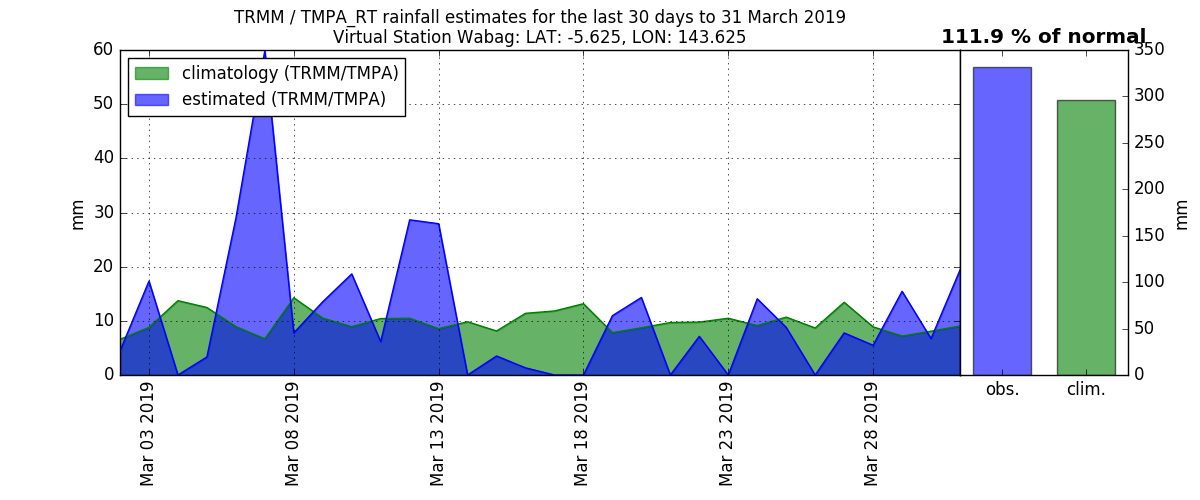 TRMM / TMPA_RT rainfall estimates for the last 30 days to 31 March 2019
Virtual Station Wabag: LAT: -5.625, LON: 143.625
111.9 % of normal
climatology (TRMM/TMPA)
estimated (TRMM/TMPA)
60
50
40
30
20
10
0
mm
Mar 03 2019
Mar 08 2019
Mar 13 2019
Mar 18 2019
Mar 23 2019
Mar 28 2019
obs.
clim.
350
300
250
200
150
100
50
0
mm